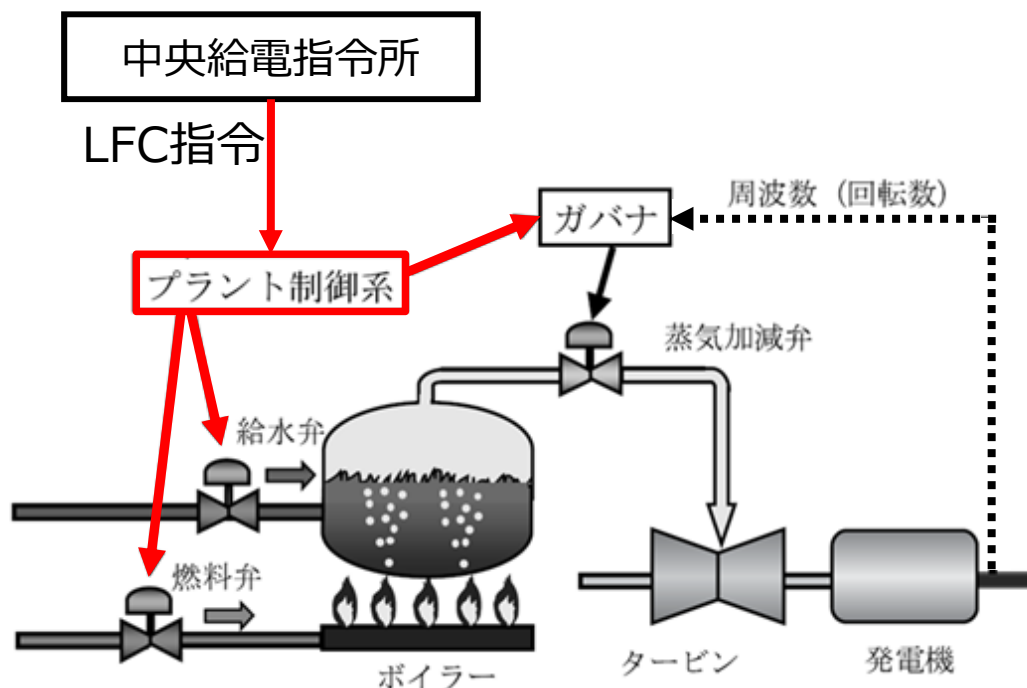 中央給電指令所
LFC指令
周波数（回転数）
ガバナ
プラント制御系
蒸気加減弁
給水弁
燃料弁
ボイラー
タービン
発電機